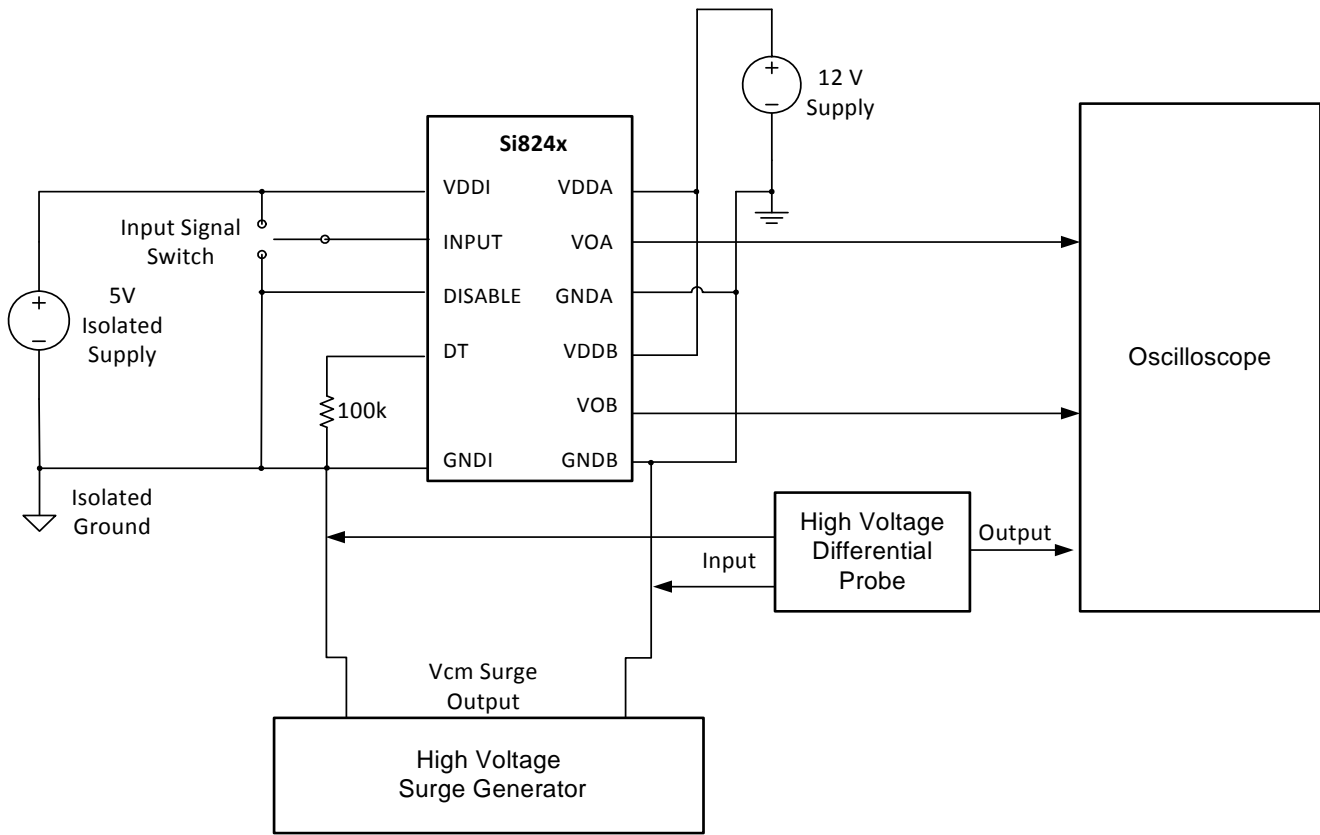 12 V
Supply
Si824x
VDDI
VDDA
Input Signal
Switch
INPUT
VOA
5V
Isolated
Supply
+
−
+
−
DISABLE
GNDA
DT
VDDB
Oscilloscope
100k
VOB
GNDI
GNDB
Isolated
Ground
High Voltage
Differential
Probe
Input
Output
Vcm Surge
Output
High Voltage
Surge Generator